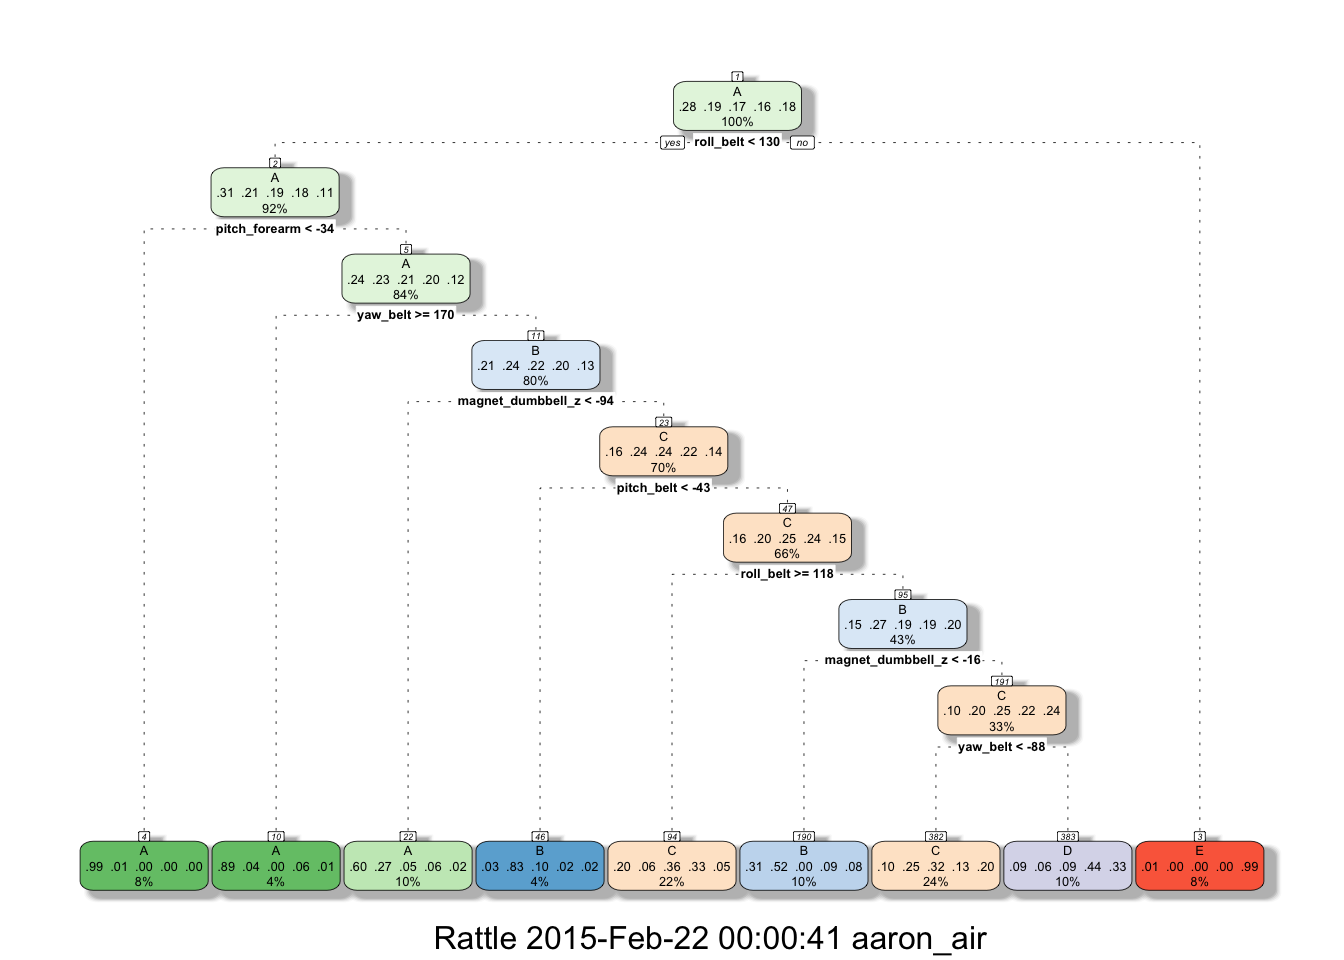 1
A
.28 .19 .17 .16 .18
100%
yes roll_belt < 130 no
2
A
.31 .21 .19 .18 .11
92%
pitch_forearm < -34
5
A
.24 .23 .21 .20 .12
84%
yaw_belt >= 170
11
B
.21 .24 .22 .20 .13
80%
magnet_dumbbell_z < -94
23
C
.16 .24 .24 .22 .14
70%
pitch_belt < -43
47
C
.16 .20 .25 .24 .15
66%
roll_belt >= 118
95
B
.15 .27 .19 .19 .20
43%
magnet_dumbbell_z < -16
191
C
.10 .20 .25 .22 .24
33%
yaw_belt < -88
4
A
.99 .01 .00 .00 .00
8%
10
A
.89 .04 .00 .06 .01
4%
22
A
.60 .27 .05 .06 .02
10%
46
B
.03 .83 .10 .02 .02
4%
94
C
.20 .06 .36 .33 .05
22%
190
B
.31 .52 .00 .09 .08
10%
382
C
.10 .25 .32 .13 .20
24%
383
D
.09 .06 .09 .44 .33
10%
3
E
.01 .00 .00 .00 .99
8%
Rattle 2015-Feb-22 00:00:41 aaron_air